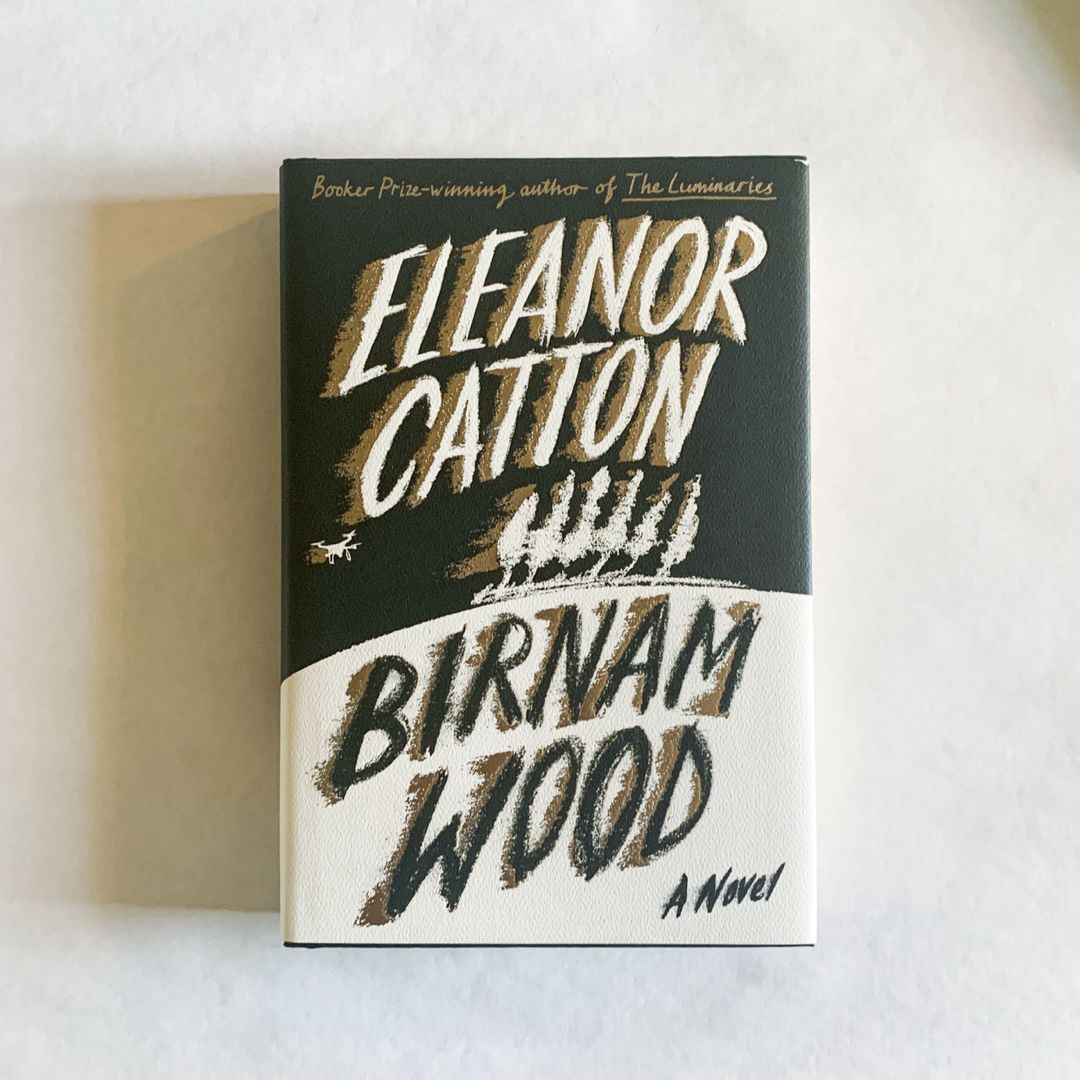 Booker Prize-winning author of The Luminaries
ELEANOR
CATTON
BIRNAM
WOOD
A Novel